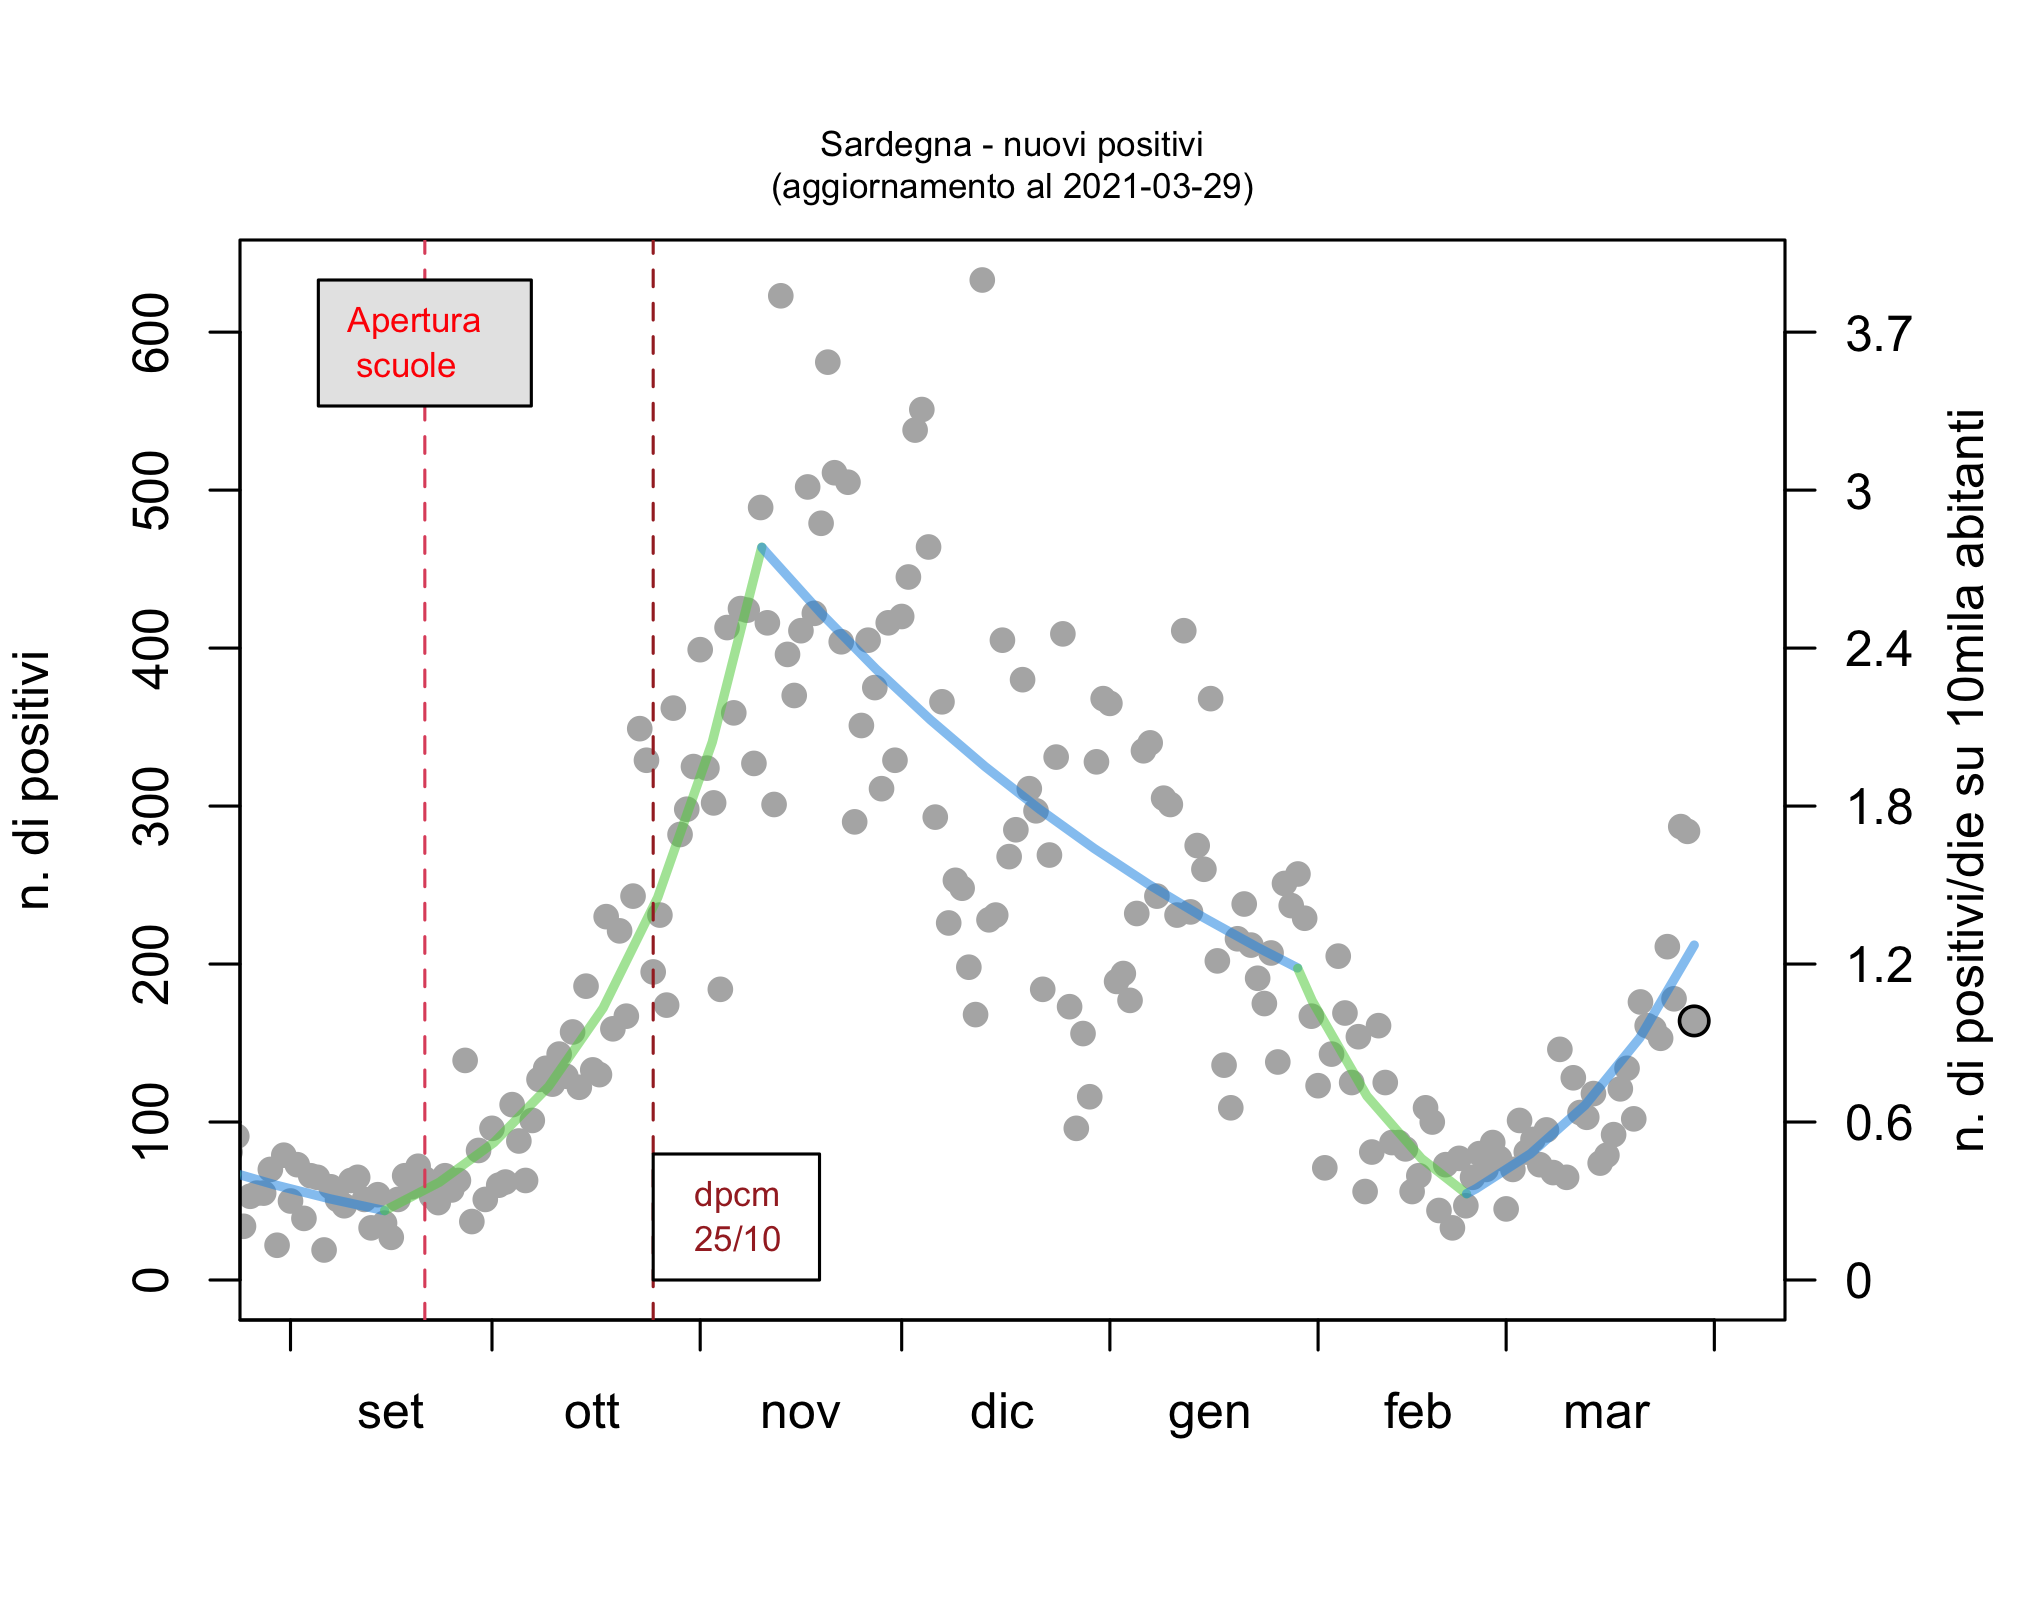 Sardegna - nuovi positivi
(aggiornamento al 2021-03-29)
Apertura
scuole
dpcm
25/10
n. di positivi
0
100
200
300
400
500
600
n. di positivi/die su 10mila abitanti
0
0.6
1.2
1.8
2.4
3
3.7
set
ott
nov
dic
gen
feb
mar